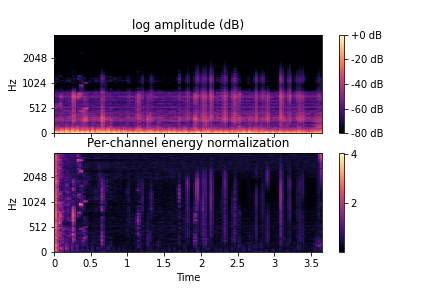 log amplitude (dB)
Hz
2048
1024
512
0
+0 dB
-20 dB
-40 dB
-60 dB
-80 dB
Per-channel energy normalization
Hz
2048
1024
512
0
4
2
0 0.5 1 1.5 2 2.5 3 3.5
Time